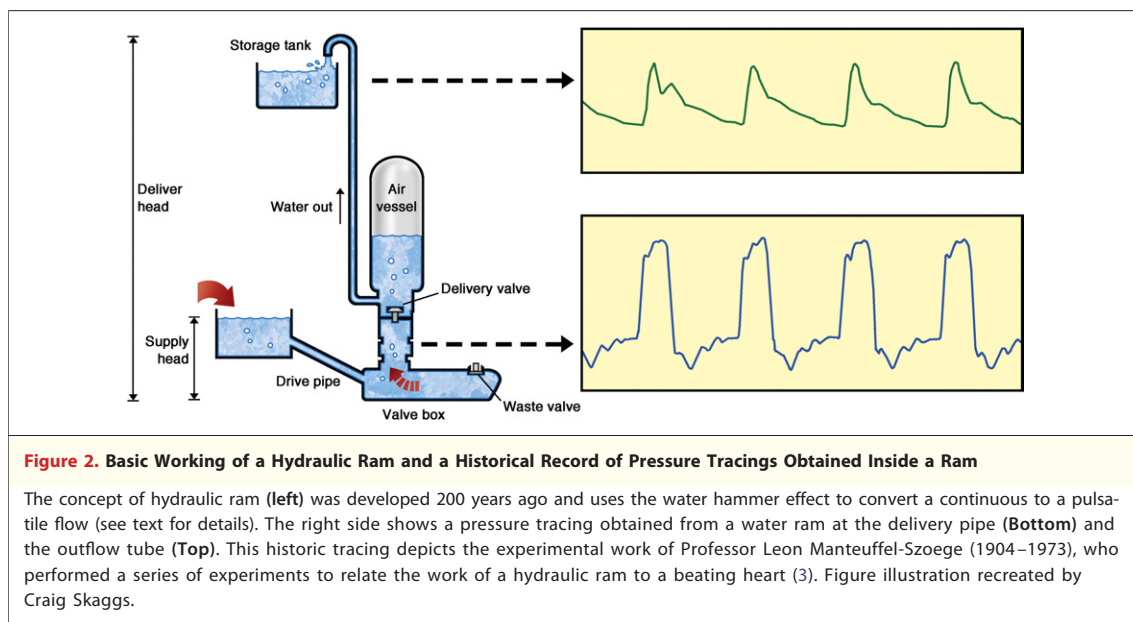 Storage tank
Deliver
head
Water out
Air
vessel
Delivery valve
Supply
head
Drive pipe
Valve box
Waste valve
Figure 2. Basic Working of a Hydraulic Ram and a Historical Record of Pressure Tracings Obtained Inside a Ram
The concept of hydraulic ram (left) was developed 200 years ago and uses the water hammer effect to convert a continuous to a pulsa-
tile flow (see text for details). The right side shows a pressure tracing obtained from a water ram at the delivery pipe (Bottom) and
the outflow tube (Top). This historic tracing depicts the experimental work of Professor Leon Manteuffel-Szoege (1904–1973), who
performed a series of experiments to relate the work of a hydraulic ram to a beating heart (3). Figure illustration recreated by
Craig Skaggs.